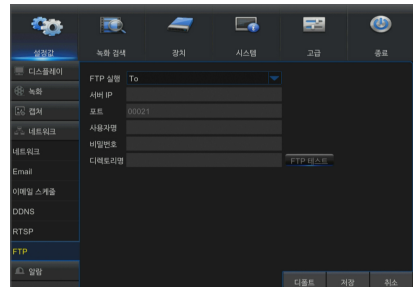 설정값 녹화 검색 장치 시스템 고급 종료
디스플레이
녹화
캡쳐
네트워크
네트워크
Email
이메일 스케줄
DDNS
RTSP
FTP
알람
FTP 실행 To
서버 IP
포트 00021
사용자명
비밀번호
디렉토리명 FTP 테스트
디폴트 저장 취소